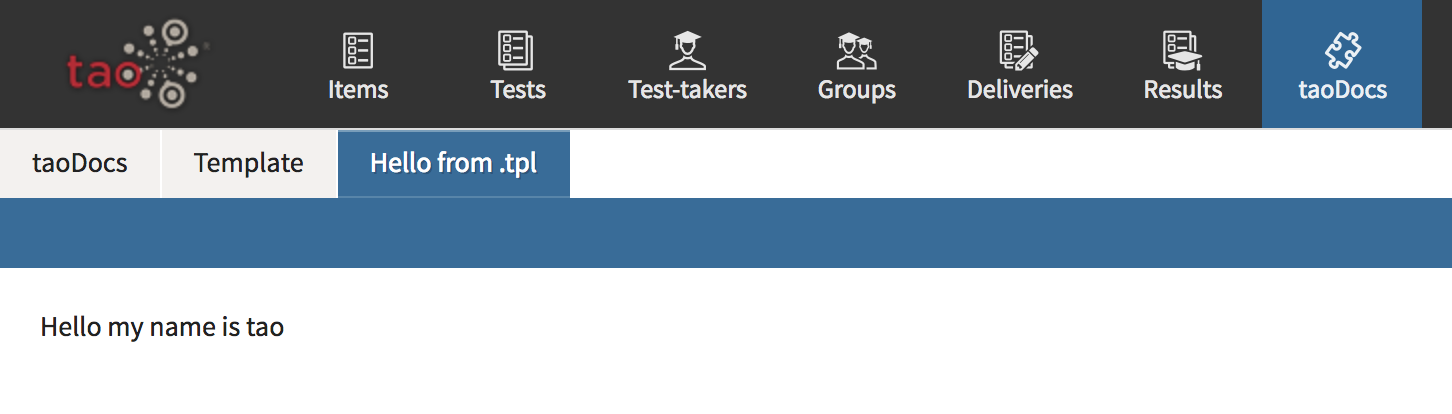 tao
Items Tests Test-takers Groups Deliveries Results taoDocs
taoDocs Template Hello from .tpl
Hello my name is tao